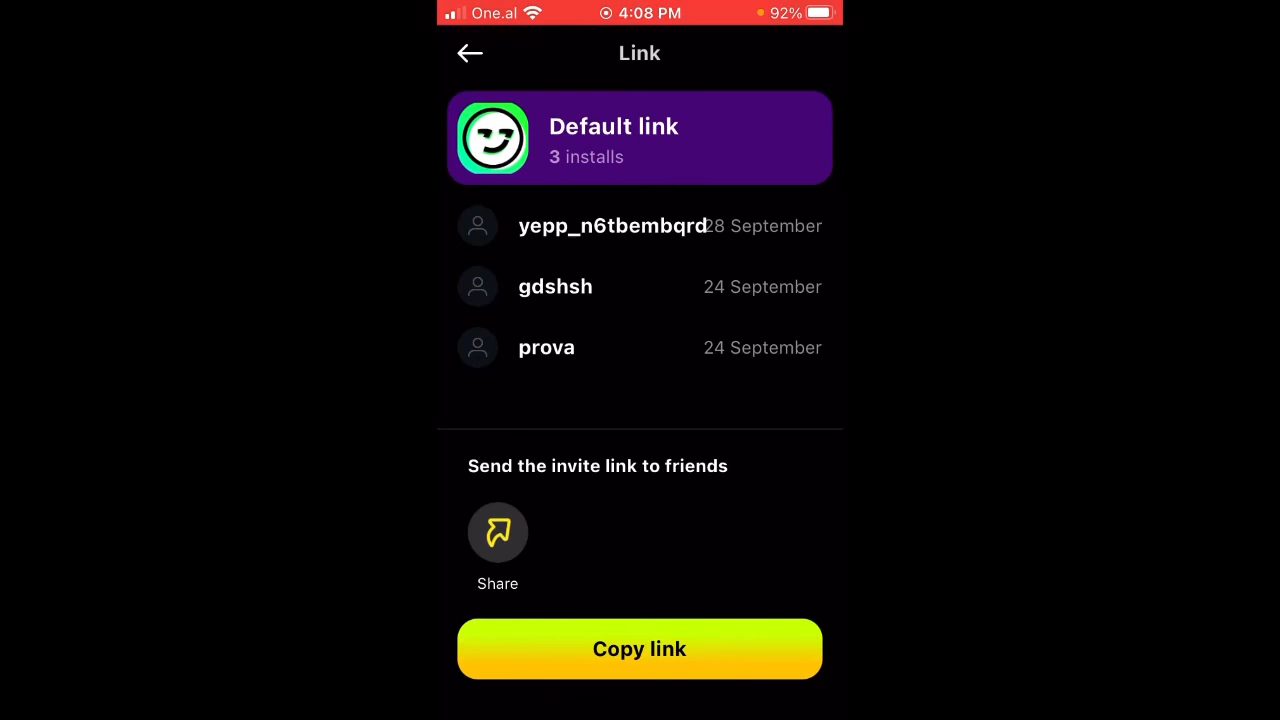 One.al 4:08 PM 92%
Link
Default link
3 installs
yepp_n6tbembqrd 28 September
gdshsh 24 September
prova 24 September
Send the invite link to friends
Share
Copy link